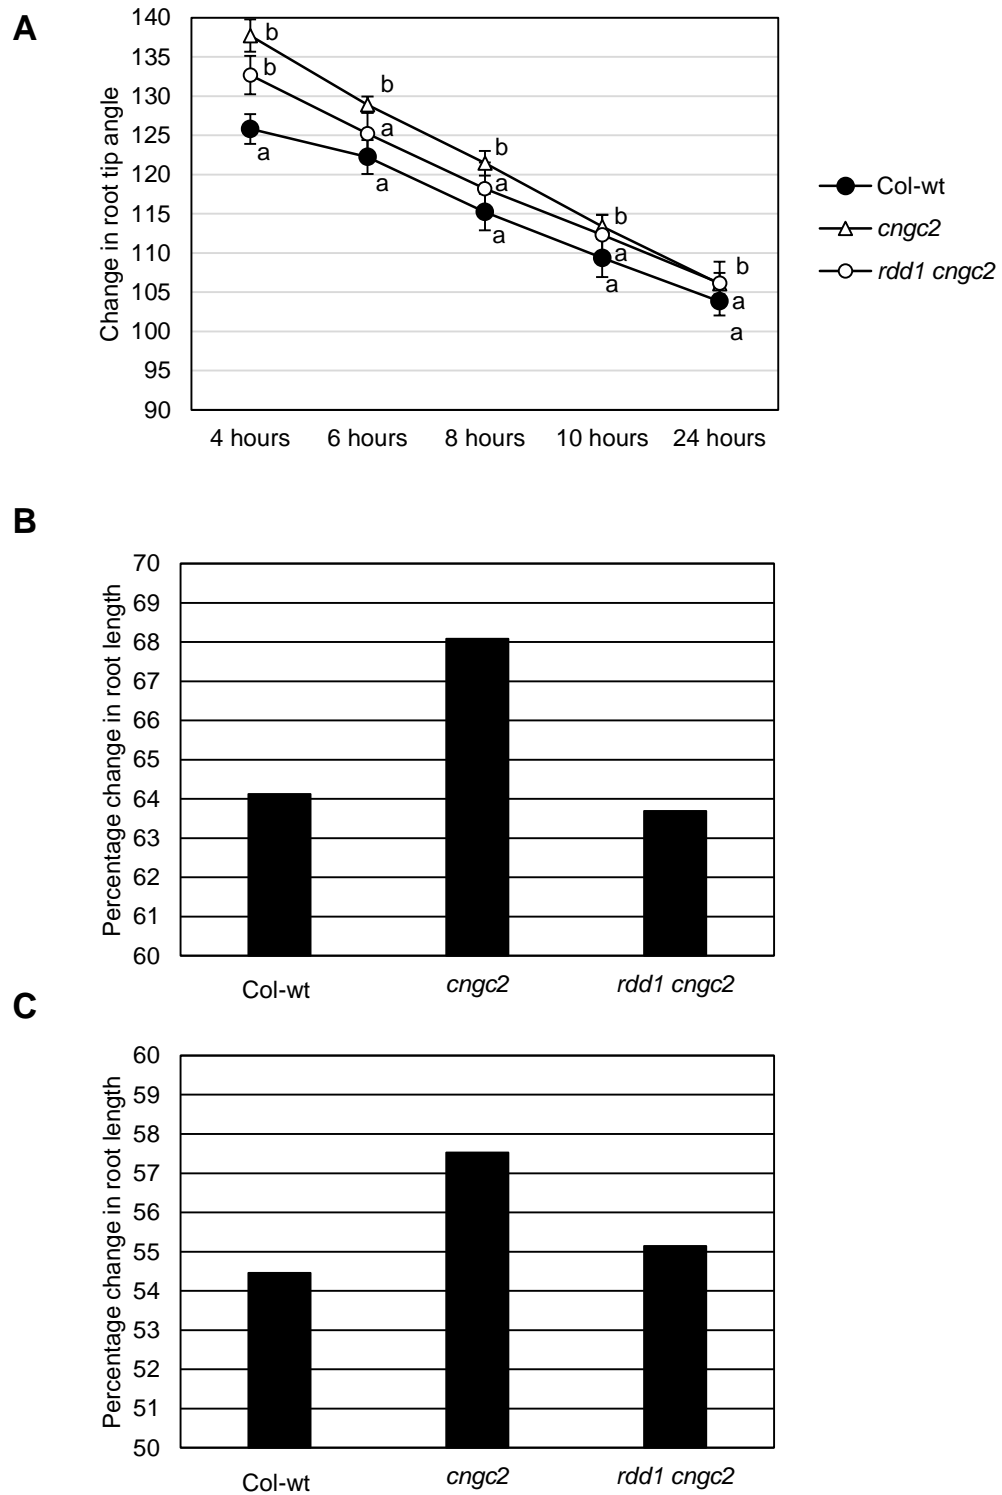 A
Change in root tip angle
140
135
130
125
120
115
110
105
100
95
90
b
b
a
b
a
a
b
a
a
b
a
a
b
a
a
4 hours
6 hours
8 hours
10 hours
24 hours
Col-wt
cngc2
rdd1 cngc2
B
Percentage change in root length
70
69
68
67
66
65
64
63
62
61
60
Col-wt
cngc2
rdd1 cngc2
C
Percentage change in root length
60
59
58
57
56
55
54
53
52
51
50
Col-wt
cngc2
rdd1 cngc2